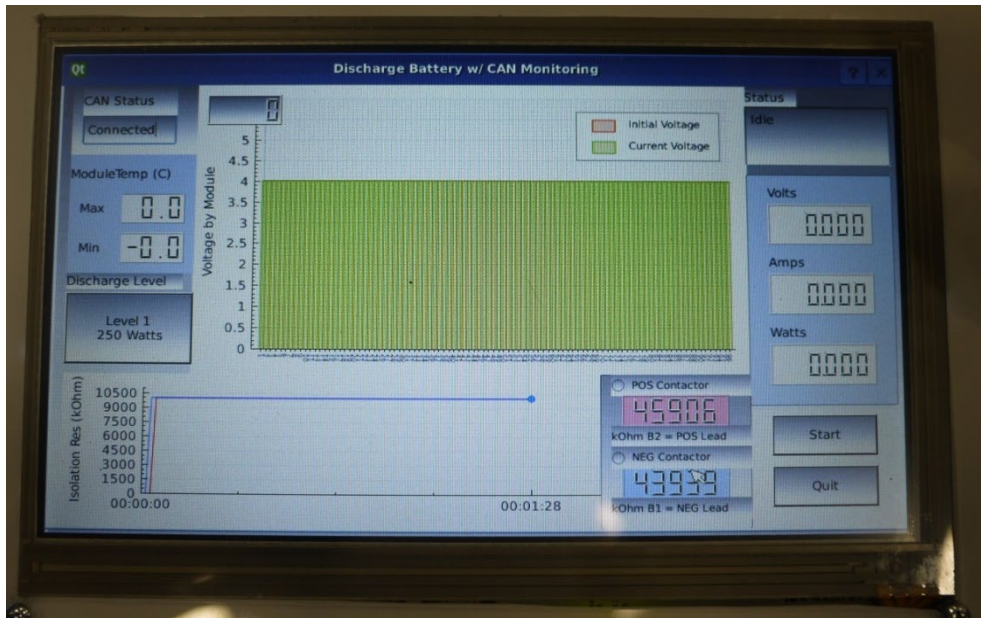 Qt
Discharge Battery w/ CAN Monitoring
? X
CAN Status
Connected
ModuleTemp (C)
Max 0.0
Min -0.0
Discharge Level
Level 1
250 Watts
0
Voltage by Module
5
4.5
4
3.5
3
2.5
2
1.5
1
0.5
0
Initial Voltage
Current Voltage
Status
Idle
Volts
0.000
Amps
0.000
Watts
0.000
Isolation Res (kOhm)
10500
9000
7500
6000
4500
3000
1500
0
00:00:00
00:01:28
POS Contactor
45906
kOhm B2 = POS Lead
NEG Contactor
43939
kOhm B1 = NEG Lead
Start
Quit